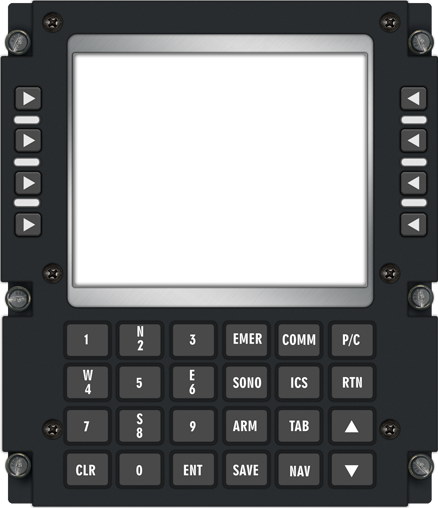 1
N
2
3
EMER
COMM
P/C
W
4
5
E
6
SONO
ICS
RTN
7
S
8
9
ARM
TAB
▲
CLR
0
ENT
SAVE
NAV
▼